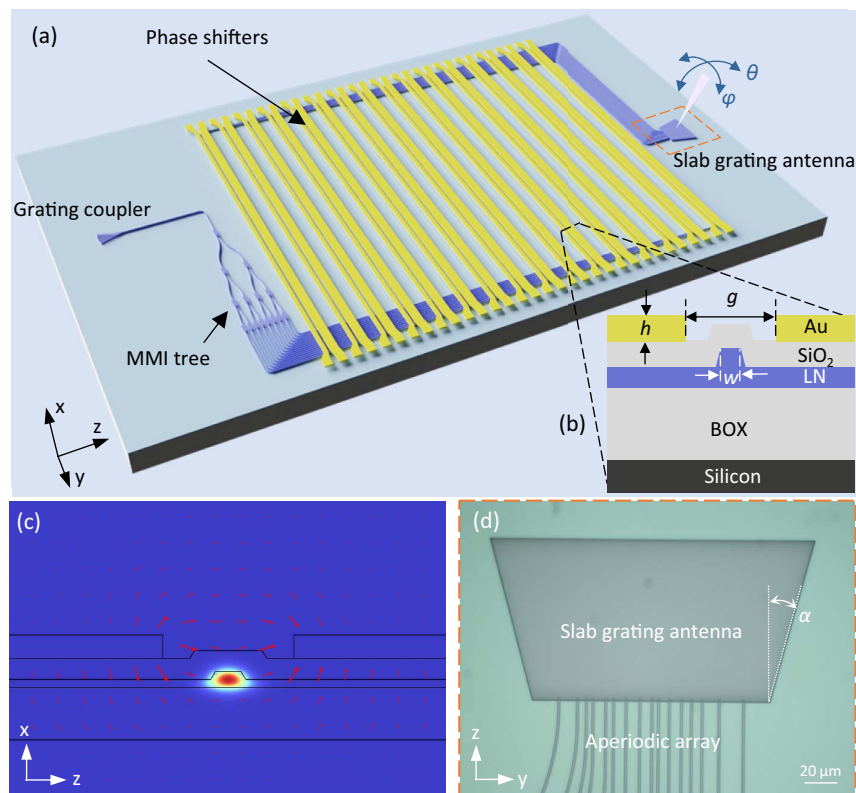 (a)
Phase shifters
θ
φ
Slab grating antenna
Grating coupler
MMI tree
x
z
y
g
h
Au
SiO₂
w
LN
(b)
BOX
Silicon
(c)
x
z
(d)
α
Slab grating antenna
Aperiodic array
z
y
20 μm